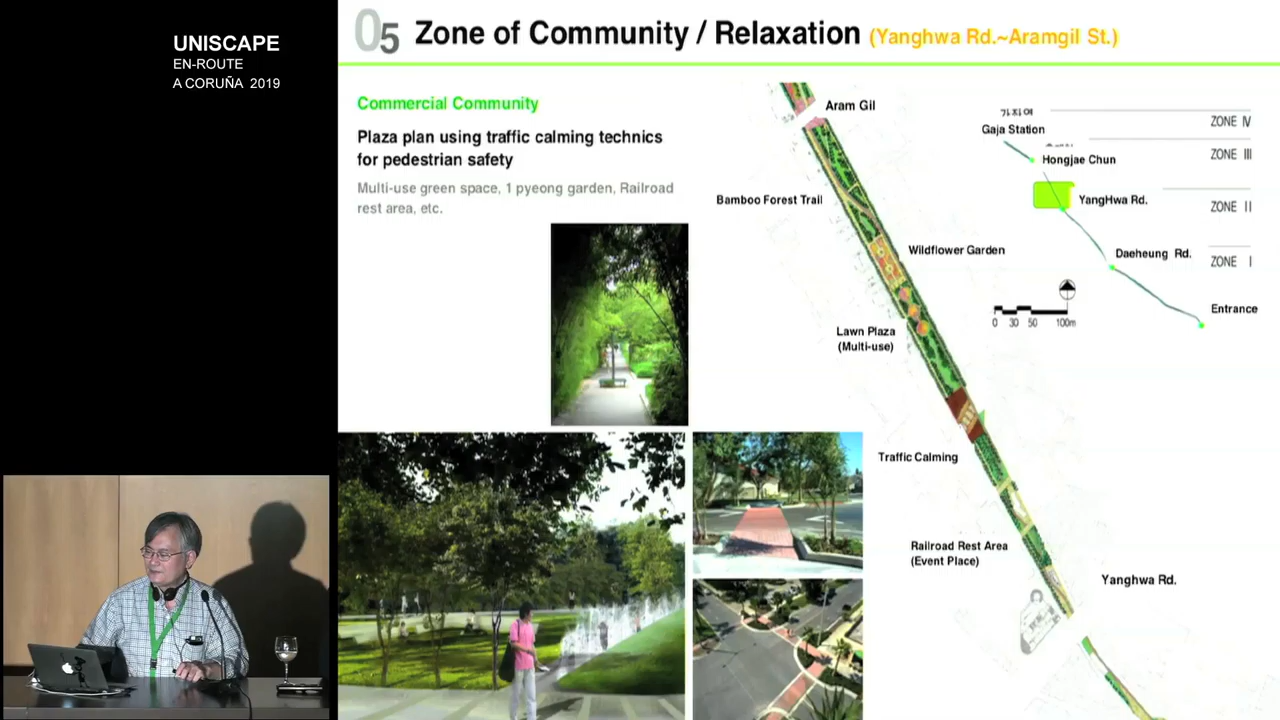 UNISCAPE
EN-ROUTE
A CORUÑA 2019
05 Zone of Community / Relaxation (Yanghwa Rd.~Aramgil St.)
Commercial Community
Plaza plan using traffic calming technics
for pedestrian safety
Multi-use green space, 1 pyeong garden, Railroad
rest area, etc.
Aram Gil
Bamboo Forest Trail
Wildflower Garden
Lawn Plaza
(Multi-use)
Traffic Calming
Railroad Rest Area
(Event Place)
Yanghwa Rd.
Gaja Station
ZONE Ⅳ
Hongjae Chun
ZONE Ⅲ
YangHwa Rd.
ZONE Ⅱ
Daeheung Rd.
ZONE Ⅰ
Entrance
0 30 50 100m